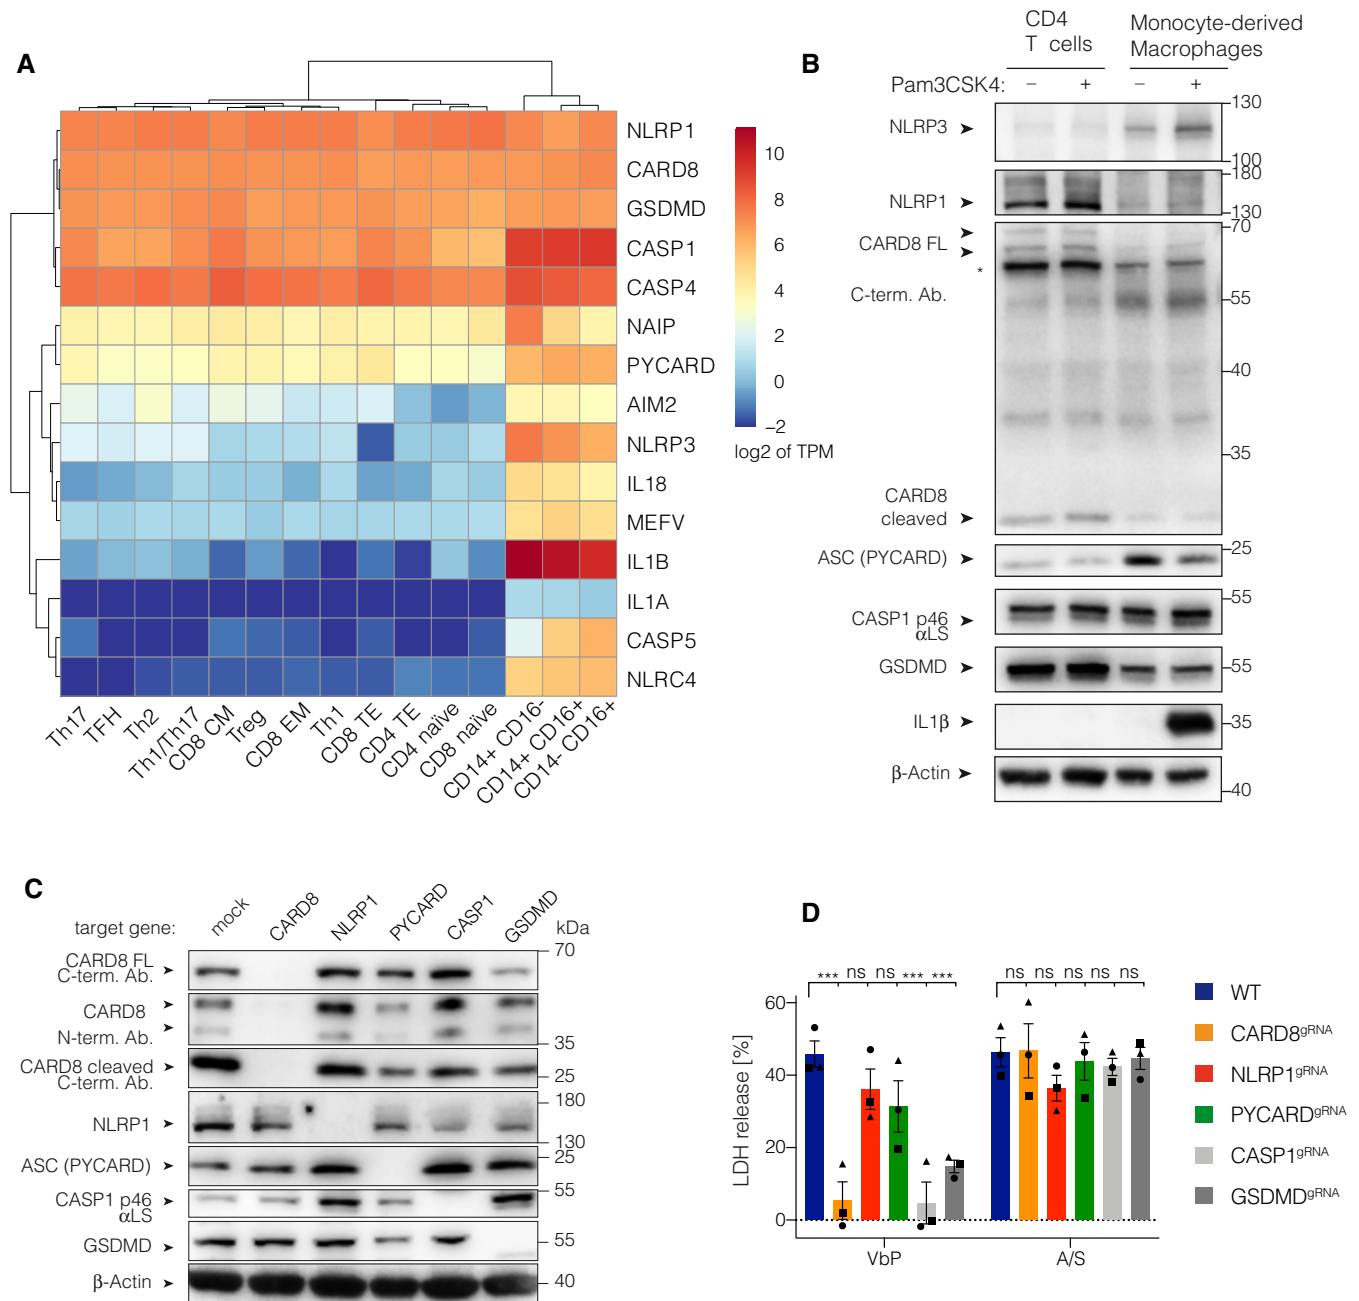 A
NLRP1
CARD8
GSDMD
CASP1
CASP4
NAIP
PYCARD
AIM2
NLRP3
IL18
MEFV
IL1B
IL1A
CASP5
NLRC4
10
8
6
4
2
0
−2
log2 of TPM
Th17
TFH
Th2
Th1/Th17
CD8 CM
Treg
CD8 EM
Th1
CD8 TE
CD4 TE
CD4 naïve
CD8 naïve
CD14+ CD16-
CD14+ CD16+
CD14- CD16+
B
CD4
T cells
Monocyte-derived
Macrophages
Pam3CSK4: − + − +
NLRP3
130
100
NLRP1
180
130
CARD8 FL
*
C-term. Ab.
70
55
40
35
CARD8
cleaved
ASC (PYCARD)
25
CASP1 p46
αLS
55
GSDMD
55
IL1β
35
β-Actin
40
C
target gene: mock CARD8 NLRP1 PYCARD CASP1 GSDMD kDa
CARD8 FL
C-term. Ab.
70
CARD8
N-term. Ab.
35
CARD8 cleaved
C-term. Ab.
25
NLRP1
180
130
ASC (PYCARD)
25
CASP1 p46
αLS
55
GSDMD
55
β-Actin
40
D
*** ns ns *** ***
ns ns ns ns ns
LDH release [%]
60
40
20
0
VbP
A/S
WT
CARD8gRNA
NLRP1gRNA
PYCARDgRNA
CASP1gRNA
GSDMDgRNA